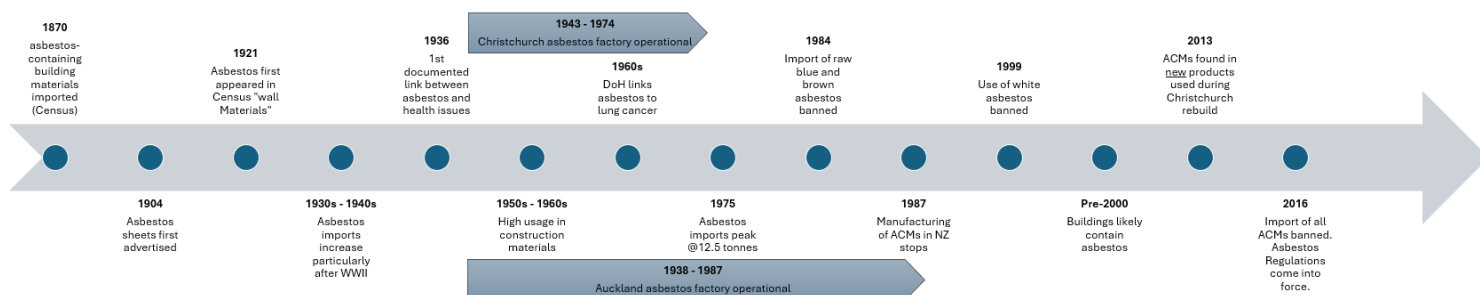 1870
asbestos-
containing
building
materials
imported
(Census)
1921
Asbestos first
appeared in
Census "wall
Materials"
1936
1st
documented
link between
asbestos and
health issues
1943 - 1974
Christchurch asbestos factory operational
1960s
DoH links
asbestos to
lung cancer
1984
Import of raw
blue and
brown
asbestos
banned
1999
Use of white
asbestos
banned
2013
ACMs found in
new products
used during
Christchurch
rebuild
1904
Asbestos
sheets first
advertised
1930s - 1940s
Asbestos
imports
increase
particularly
after WWII
1950s - 1960s
High usage in
construction
materials
1975
Asbestos
imports peak
@12.5 tonnes
1987
Manufacturing
of ACMs in NZ
stops
Pre-2000
Buildings likely
contain
asbestos
2016
Import of all
ACMs banned.
Asbestos
Regulations
come into
force.
1938 - 1987
Auckland asbestos factory operational